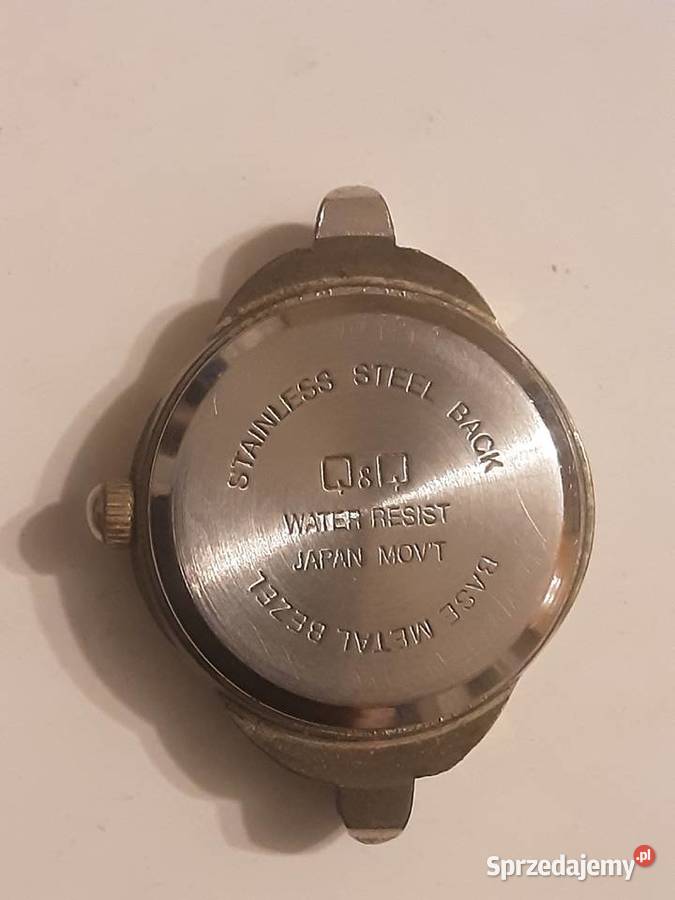 STAINLESS STEEL BACK
Q&Q
WATER RESIST
JAPAN MOV'T
BASE METAL BEZEL
Sprzedajemy.pl